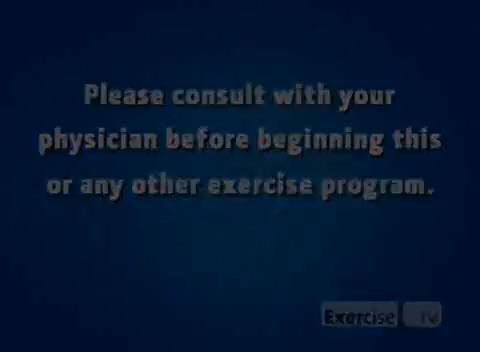 Please consult with your
physician before beginning this
or any other exercise program.
Exercise TV